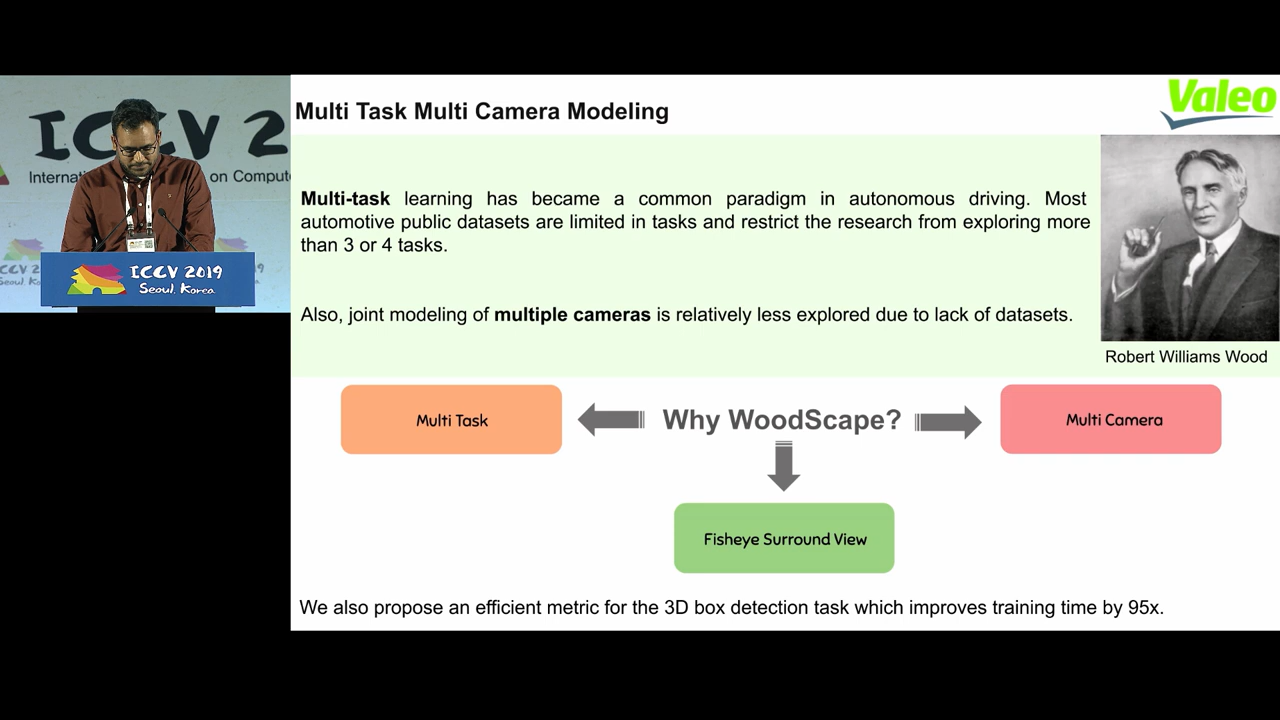 ICCV 2
Internati on Compute
ICCV 2019
Seoul, Korea
Multi Task Multi Camera Modeling
Valeo
Multi-task learning has became a common paradigm in autonomous driving. Most
automotive public datasets are limited in tasks and restrict the research from exploring more
than 3 or 4 tasks.
Also, joint modeling of multiple cameras is relatively less explored due to lack of datasets.
Robert Williams Wood
Multi Task
Why WoodScape?
Multi Camera
Fisheye Surround View
We also propose an efficient metric for the 3D box detection task which improves training time by 95x.